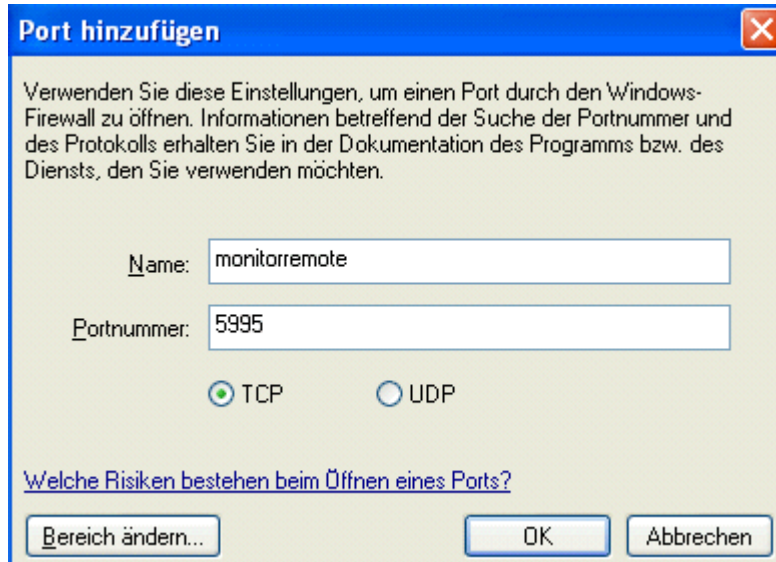 Port hinzufügen
Verwenden Sie diese Einstellungen, um einen Port durch den Windows-
Firewall zu öffnen. Informationen betreffend der Suche der Portnummer und
des Protokolls erhalten Sie in der Dokumentation des Programms bzw. des
Diensts, den Sie verwenden möchten.
Name: monitorremote
Portnummer: 5995
TCP UDP
Welche Risiken bestehen beim Öffnen eines Ports?
Bereich ändern... OK Abbrechen